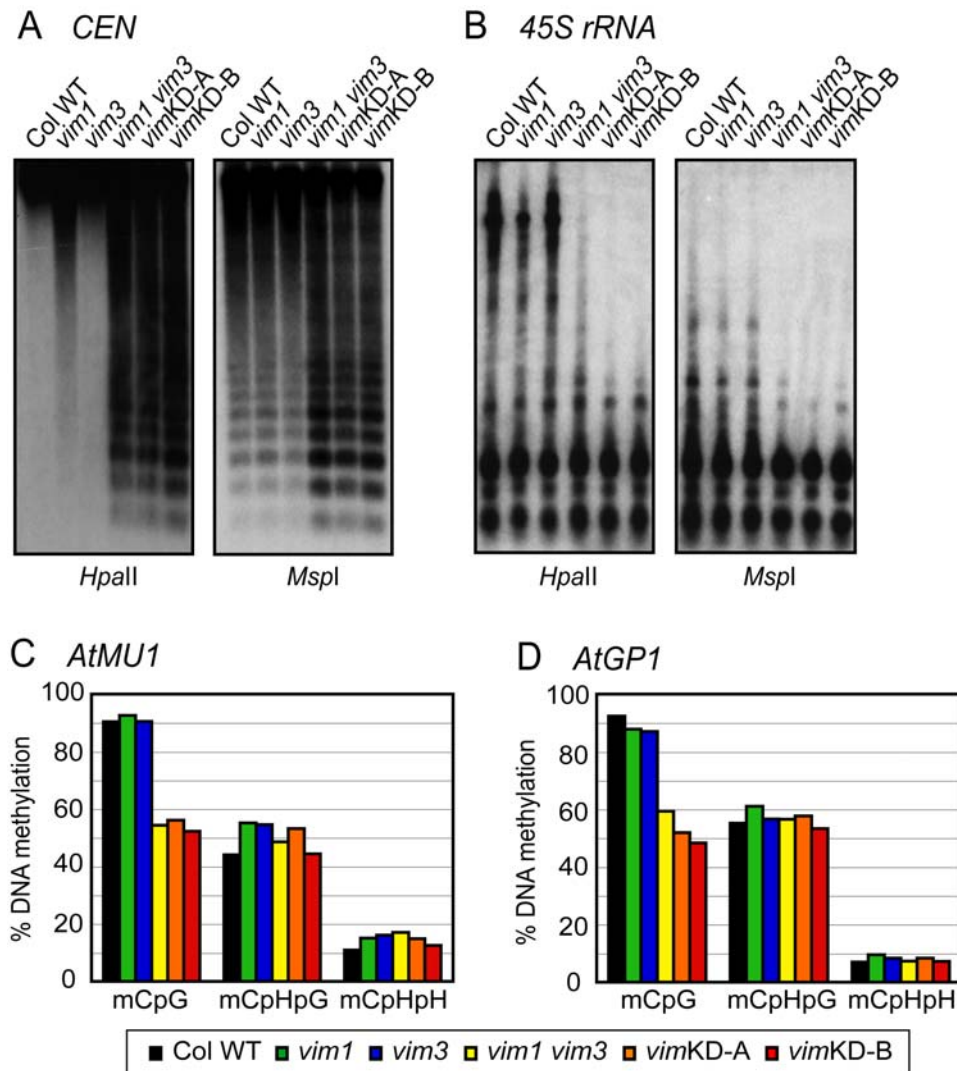 A CEN
Col WT
vim1
vim3
vim1 vim3
vimKD-A
vimKD-B
Col WT
vim1
vim3
vim1 vim3
vimKD-A
vimKD-B
HpaII
MspI
B 45S rRNA
Col WT
vim1
vim3
vim1 vim3
vimKD-A
vimKD-B
Col WT
vim1
vim3
vim1 vim3
vimKD-A
vimKD-B
HpaII
MspI
C AtMU1
% DNA methylation
100
80
60
40
20
0
mCpG mCpHpG mCpHpH
D AtGP1
% DNA methylation
100
80
60
40
20
0
mCpG mCpHpG mCpHpH
Col WT vim1 vim3 vim1 vim3 vimKD-A vimKD-B